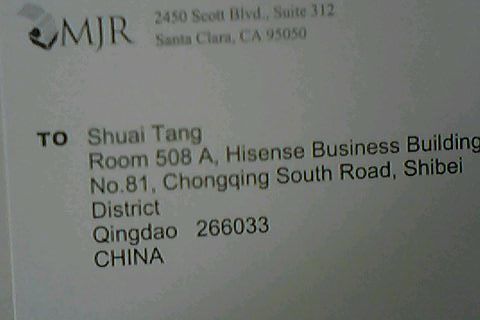 MJR
2450 Scott Blvd., Suite 312
Santa Clara, CA 95050
TO Shuai Tang
Room 508 A, Hisense Business Building
No.81, Chongqing South Road, Shibei
District
Qingdao 266033
CHINA